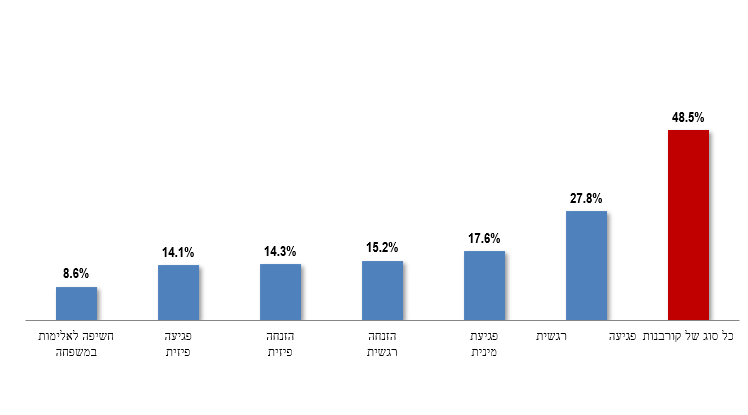 48.5%
27.8%
17.6%
15.2%
14.3%
14.1%
8.6%
כל סוג של קורבנות
פגיעה רגשית
פגיעת
מינית
הזנחה
רגשית
הזנחה
פיזית
פגיעה
פיזית
חשיפה לאלימות
במשפחה